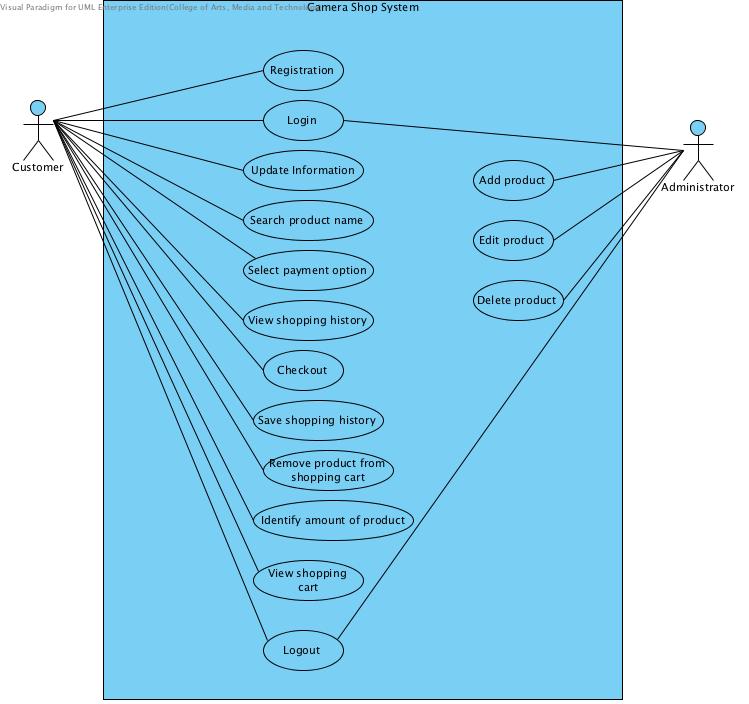 Visual Paradigm for UML Enterprise Edition(College of Arts, Media and Technology
Camera Shop System
Registration
Login
Customer
Administrator
Update Information
Add product
Search product name
Edit product
Select payment option
Delete product
View shopping history
Checkout
Save shopping history
Remove product from
shopping cart
Identify amount of product
View shopping
cart
Logout